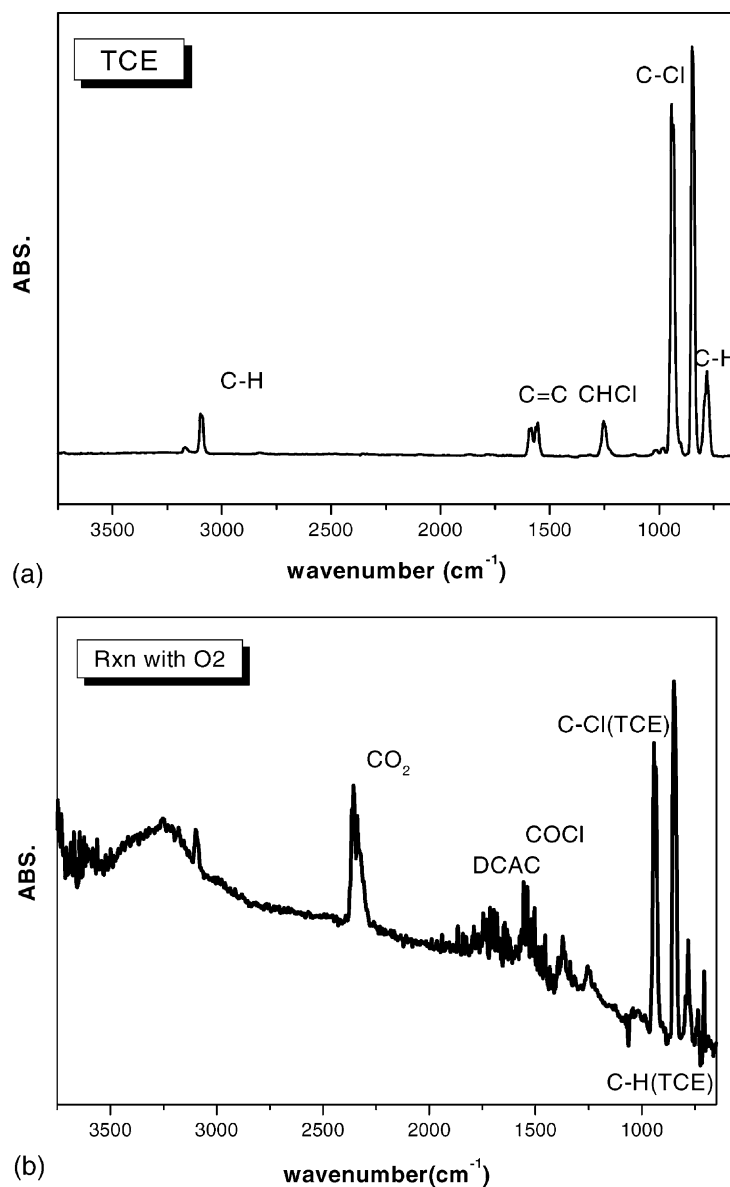 TCE
C-Cl
C-H
C-H
C=C CHCl
ABS.
3500 3000 2500 2000 1500 1000
wavenumber (cm⁻¹)
(a)
Rxn with O2
C-Cl(TCE)
CO₂
COCl
DCAC
C-H(TCE)
ABS.
3500 3000 2500 2000 1500 1000
wavenumber(cm⁻¹)
(b)